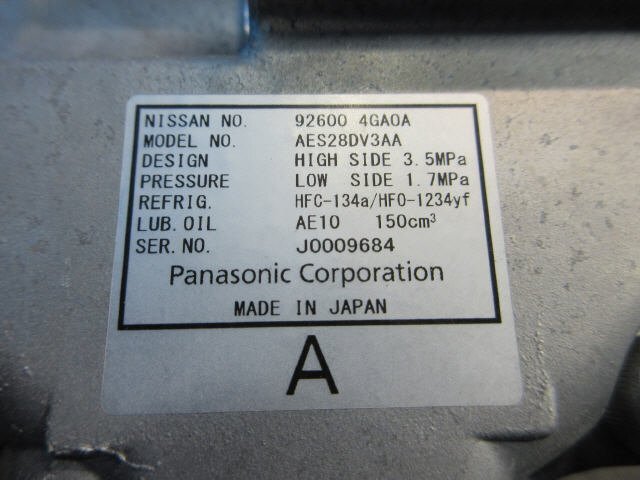 NISSAN NO. 92600 4GA0A
MODEL NO. AES28DV3AA
DESIGN HIGH SIDE 3.5MPa
PRESSURE LOW SIDE 1.7MPa
REFRIG. HFC-134a/HFO-1234yf
LUB. OIL AE10 150cm³
SER. NO. J0009684
Panasonic Corporation
MADE IN JAPAN
A